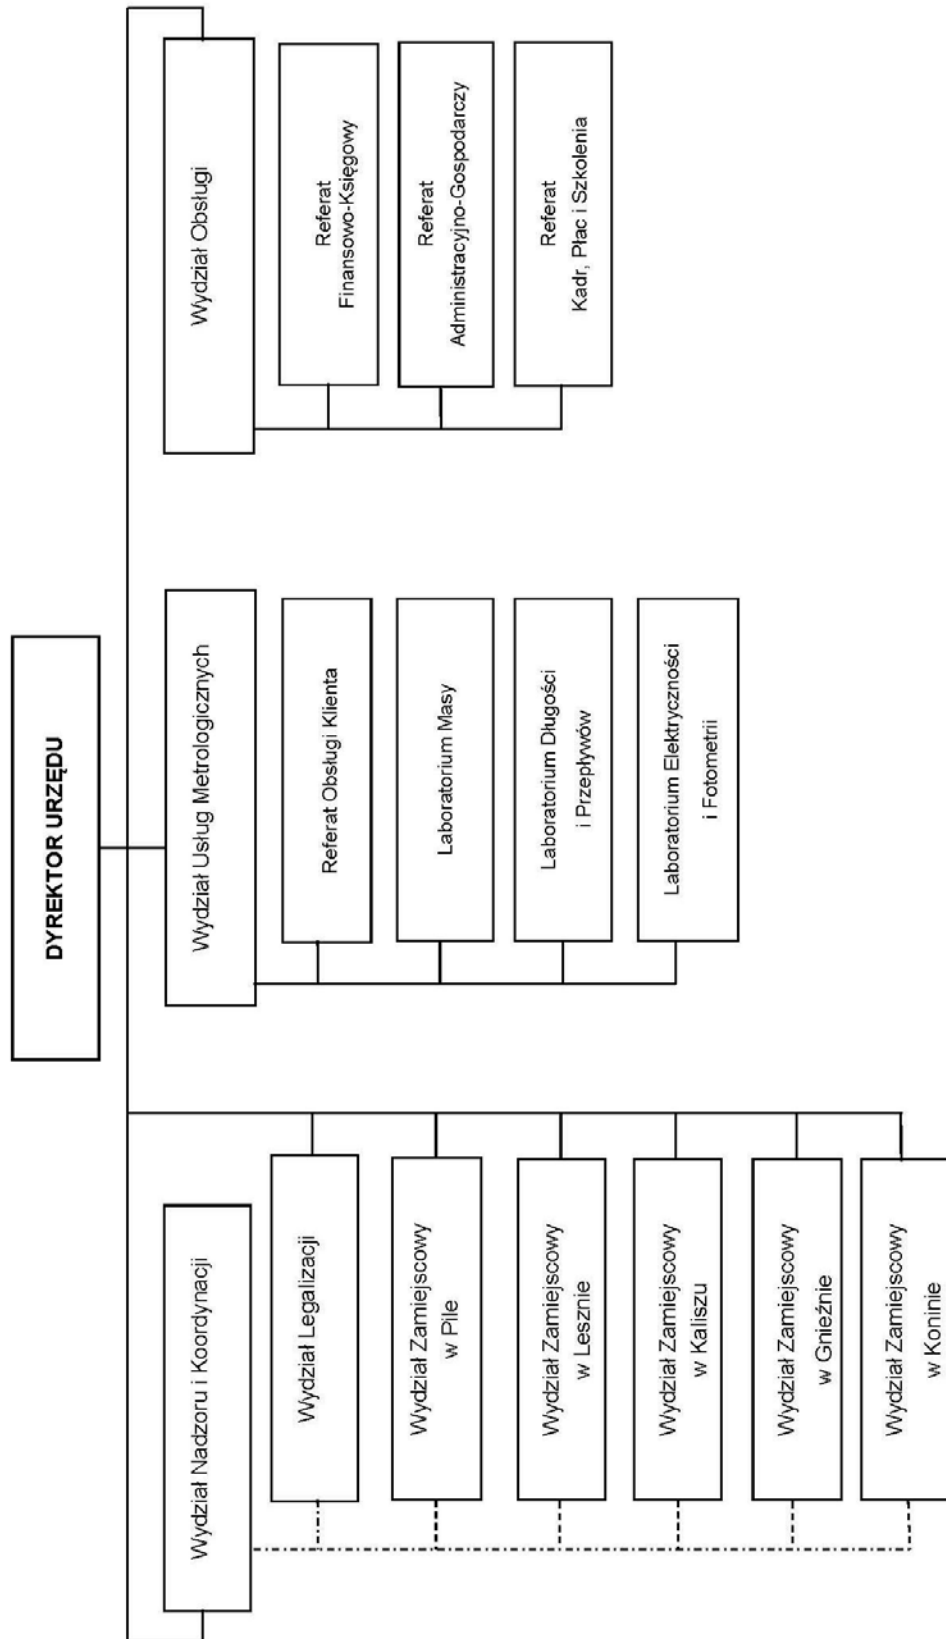 DYREKTOR URZĘDU
Wydział Nadzoru i Koordynacji
Wydział Legalizacji
Wydział Zamiejscowy
w Pile
Wydział Zamiejscowy
w Lesznie
Wydział Zamiejscowy
w Kaliszu
Wydział Zamiejscowy
w Gnieźnie
Wydział Zamiejscowy
w Koninie
Wydział Usług Metrologicznych
Referat Obsługi Klienta
Laboratorium Masy
Laboratorium Długości
i Przepływów
Laboratorium Elektryczności
i Fotometrii
Wydział Obsługi
Referat
Finansowo-Księgowy
Referat
Administracyjno-Gospodarczy
Referat
Kadr, Płac i Szkolenia